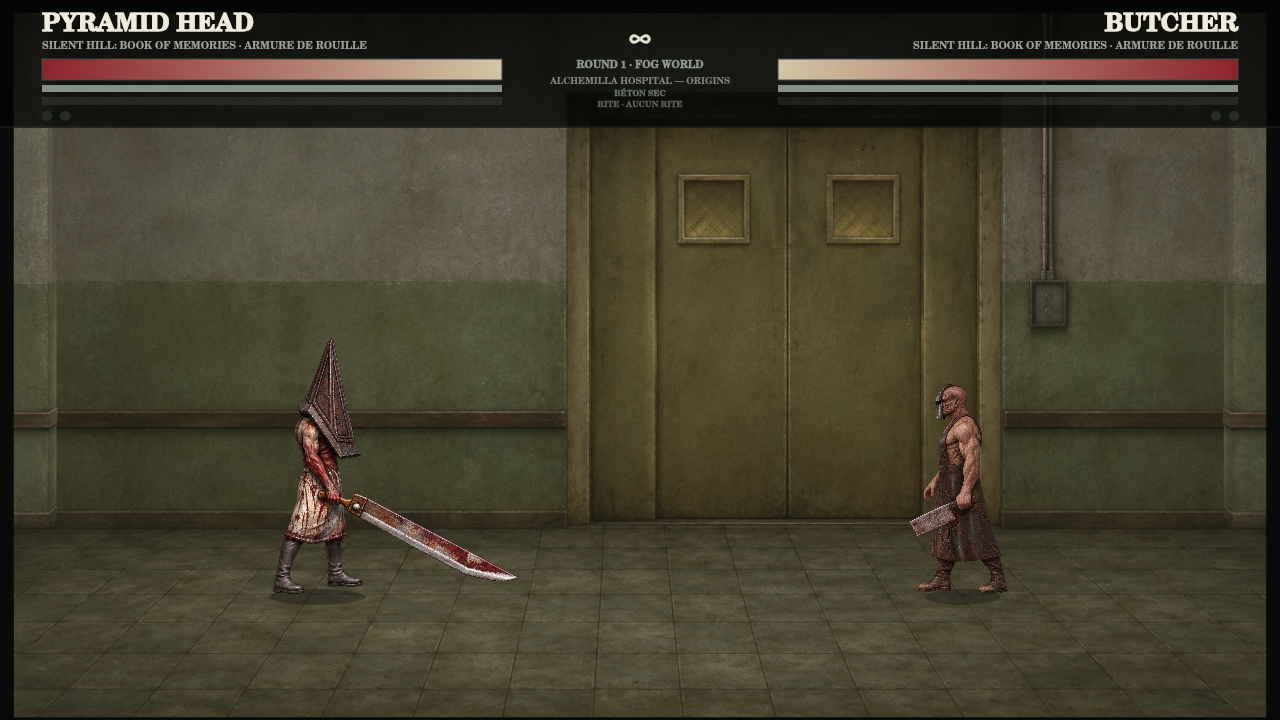 PYRAMID HEAD
SILENT HILL: BOOK OF MEMORIES · ARMURE DE ROUILLE
∞
ROUND 1 · FOG WORLD
ALCHEMILLA HOSPITAL — ORIGINS
BÉTON SEC
RITE · AUCUN RITE
BUTCHER
SILENT HILL: BOOK OF MEMORIES · ARMURE DE ROUILLE